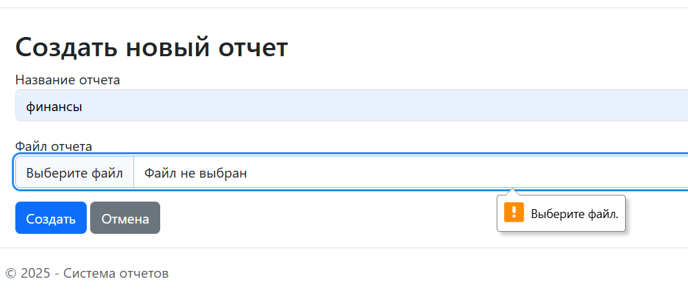 Создать новый отчет
Название отчета
финансы
Файл отчета
Выберите файл Файл не выбран
Выберите файл.
Создать Отмена
© 2025 - Система отчетов